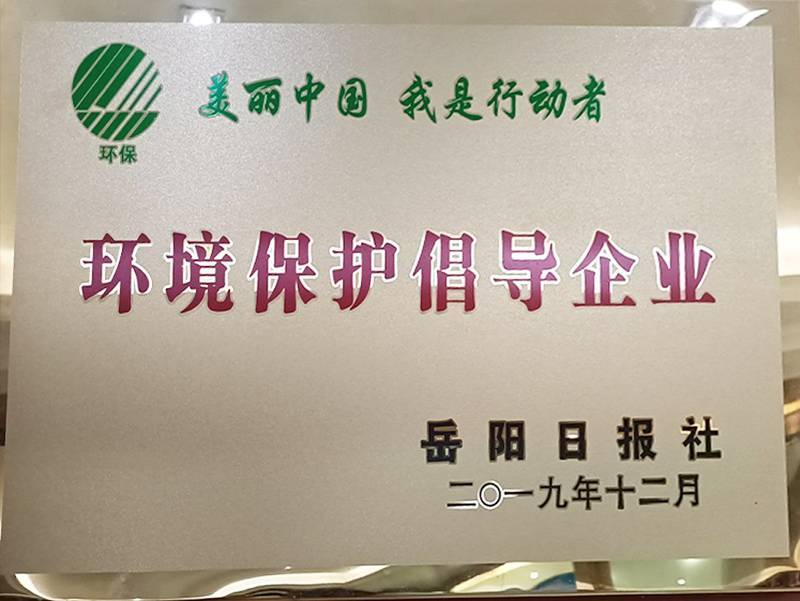 美丽中国 我是行动者
环保
环境保护倡导企业
岳阳日报社
二〇一九年十二月